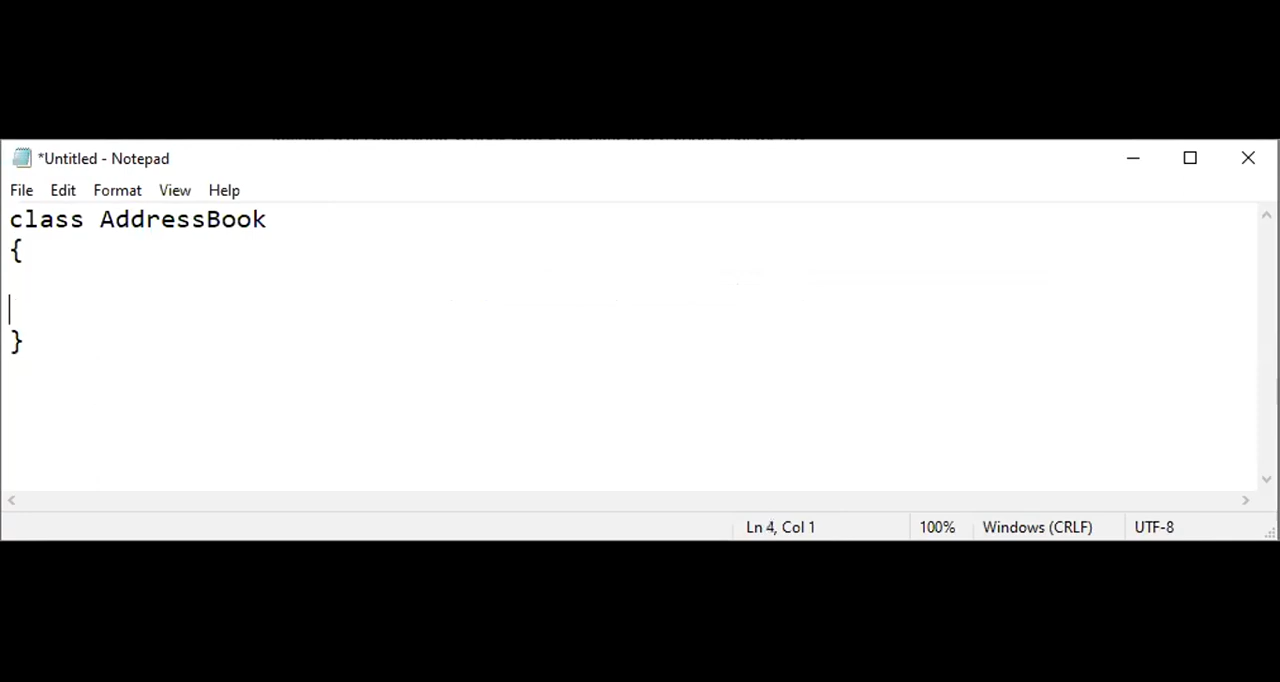 *Untitled - Notepad
File Edit Format View Help
class AddressBook
{
}
Ln 4, Col 1 100% Windows (CRLF) UTF-8